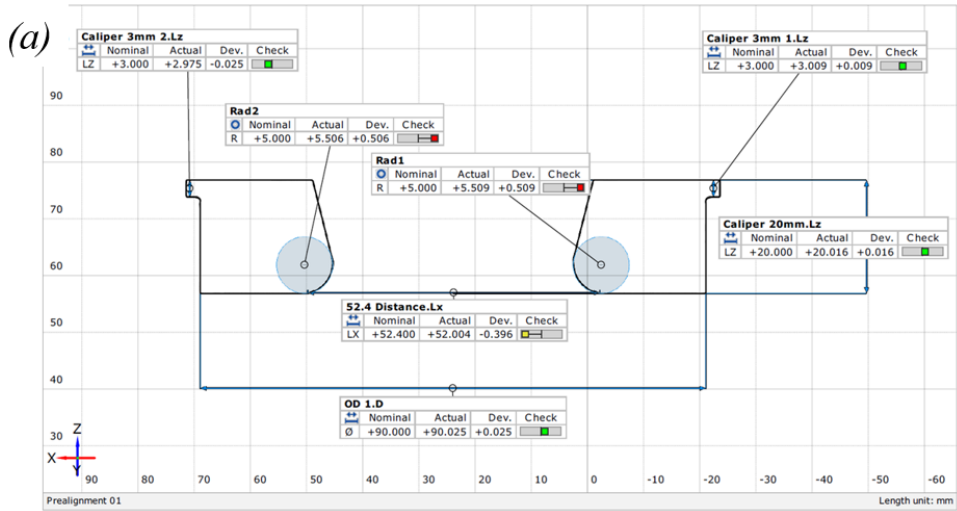 (a)
Caliper 3mm 2.Lz
Nominal Actual Dev. Check
LZ +3.000 +2.975 -0.025
Caliper 3mm 1.Lz
Nominal Actual Dev. Check
LZ +3.000 +3.009 +0.009
Rad2
Nominal Actual Dev. Check
R +5.000 +5.506 +0.506
Rad1
Nominal Actual Dev. Check
R +5.000 +5.509 +0.509
Caliper 20mm.Lz
Nominal Actual Dev. Check
LZ +20.000 +20.016 +0.016
52.4 Distance.Lx
Nominal Actual Dev. Check
LX +52.400 +52.004 -0.396
OD 1.D
Nominal Actual Dev. Check
Ø +90.000 +90.025 +0.025
90
80
70
60
50
40
30
Z
X
Y
90 80 70 60 50 40 30 20 10 0 -10 -20 -30 -40 -50 -60
Prealignment 01 Length unit: mm